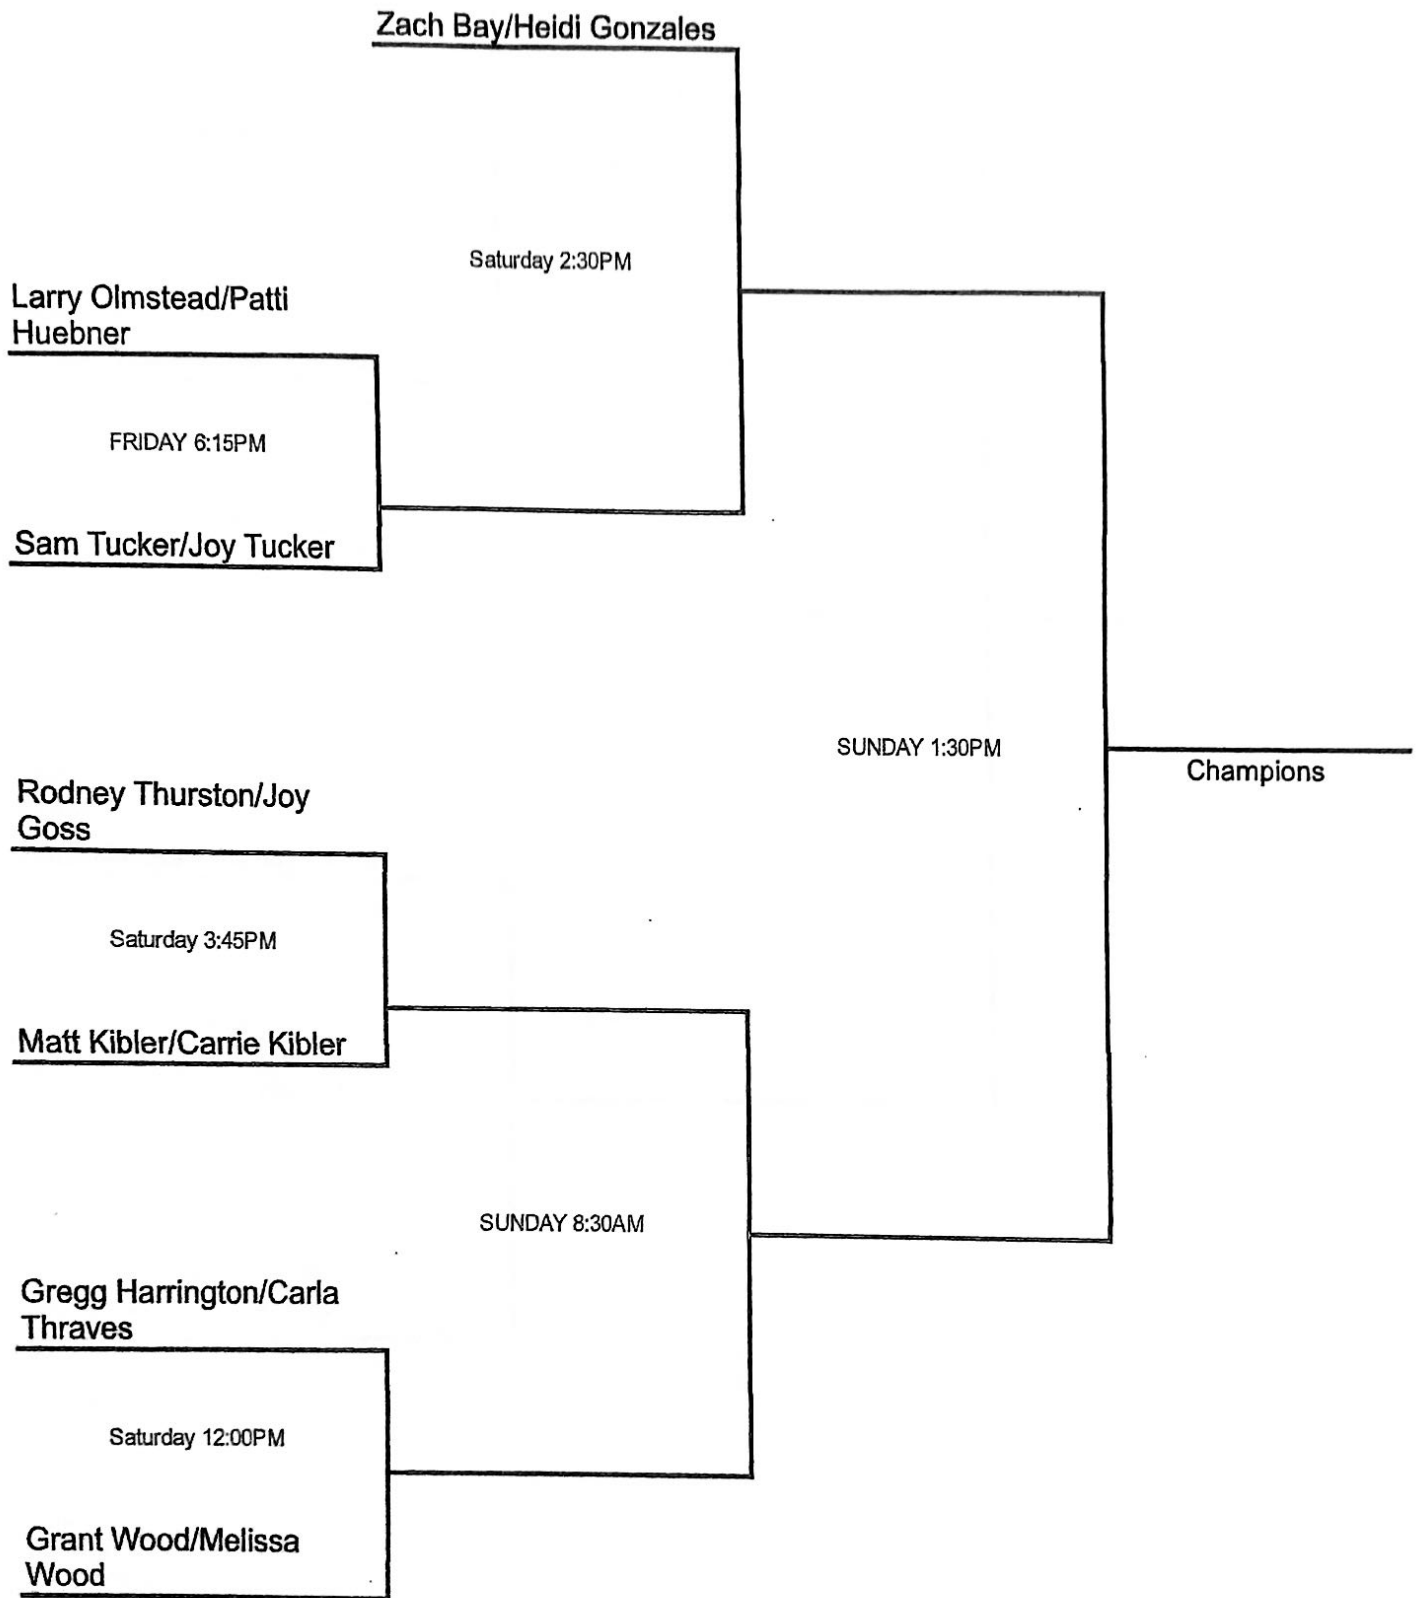 Zach Bay/Heidi Gonzales
Saturday 2:30PM
Larry Olmstead/Patti
Huebner
FRIDAY 6:15PM
Sam Tucker/Joy Tucker
SUNDAY 1:30PM
Champions
Rodney Thurston/Joy
Goss
Saturday 3:45PM
Matt Kibler/Carrie Kibler
SUNDAY 8:30AM
Gregg Harrington/Carla
Thraves
Saturday 12:00PM
Grant Wood/Melissa
Wood